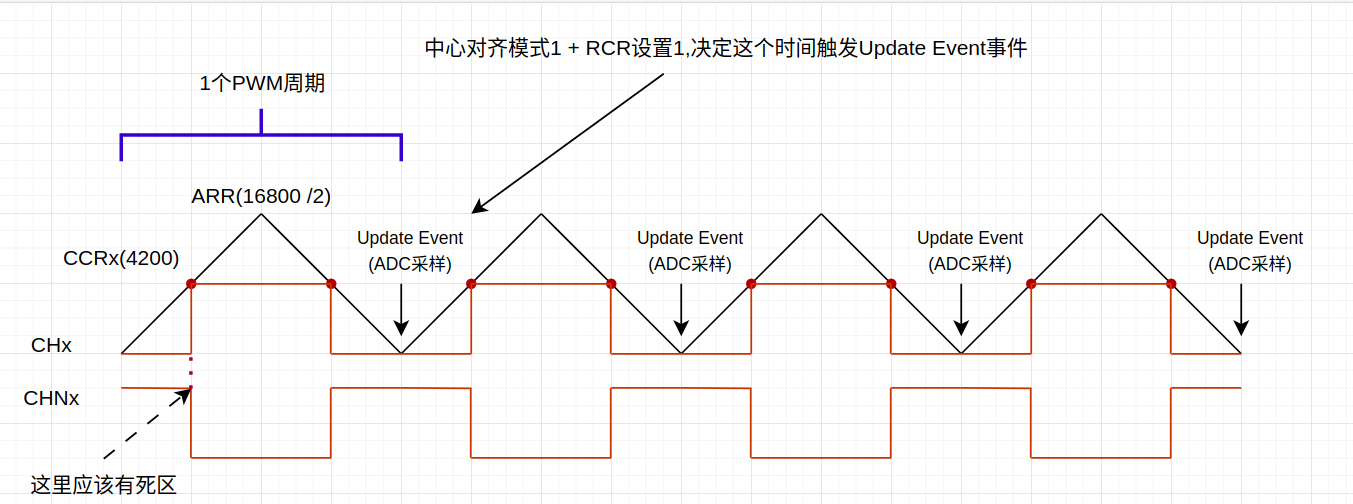 中心对齐模式1 + RCR设置1,决定这个时间触发Update Event事件
1个PWM周期
ARR(16800 /2)
CCRx(4200)
Update Event
(ADC采样)
Update Event
(ADC采样)
Update Event
(ADC采样)
Update Event
(ADC采样)
CHx
CHNx
这里应该有死区